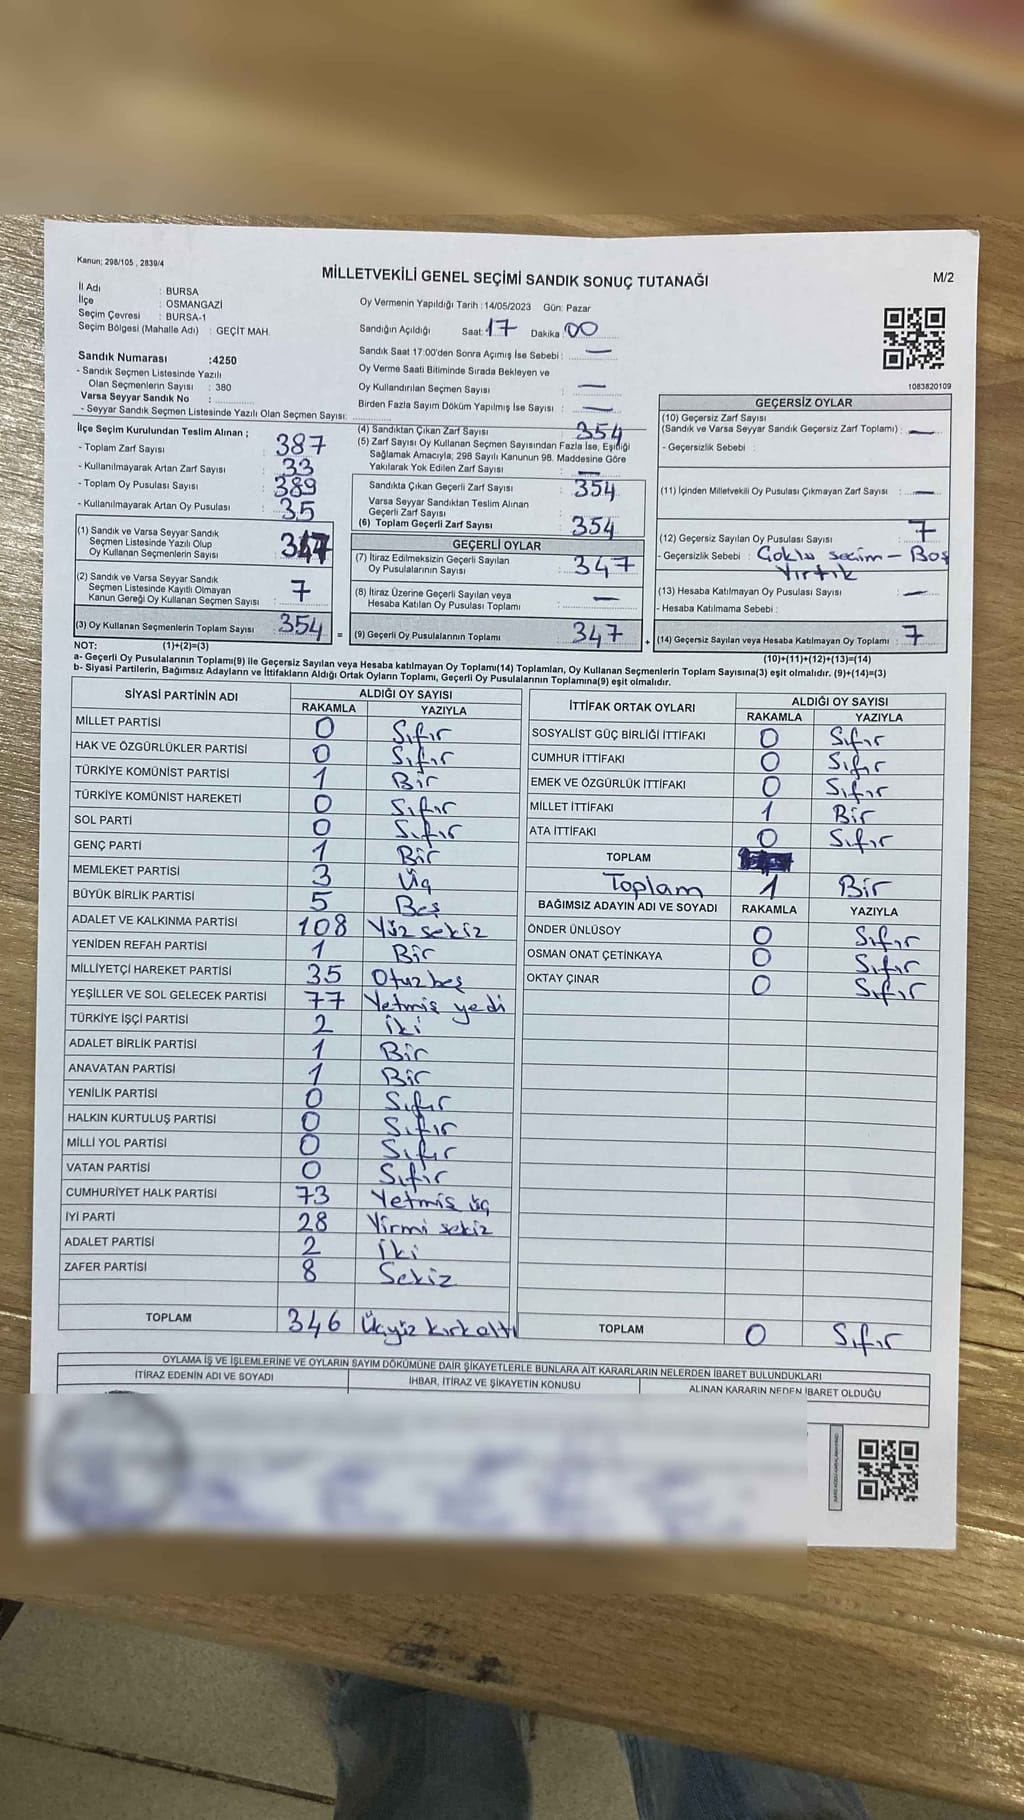 Kanun; 298/105 , 2839/4
MİLLETVEKİLİ GENEL SEÇİMİ SANDIK SONUÇ TUTANAĞI
M/2
İl Adı : BURSA
İlçe : OSMANGAZİ
Seçim Çevresi : BURSA-1
Seçim Bölgesi (Mahalle Adı) : GEÇİT MAH.
Sandık Numarası :4250
- Sandık Seçmen Listesinde Yazılı
Olan Seçmenlerin Sayısı : 380
Varsa Seyyar Sandık No :
- Seyyar Sandık Seçmen Listesinde Yazılı Olan Seçmen Sayısı:
Oy Vermenin Yapıldığı Tarih : 14/05/2023 Gün: Pazar
Sandığın Açıldığı Saat: 17 Dakika 00
Sandık Saat 17:00'den Sonra Açımış İse Sebebi : —
Oy Verme Saati Bitiminde Sırada Bekleyen ve
Oy Kullandırılan Seçmen Sayısı : —
Birden Fazla Sayım Döküm Yapılmış İse Sayısı : —
1083820109
İlçe Seçim Kurulundan Teslim Alınan ;
- Toplam Zarf Sayısı : 387
- Kullanılmayarak Artan Zarf Sayısı : 33
- Toplam Oy Pusulası Sayısı : 389
- Kullanılmayarak Artan Oy Pusulası : 35
(1) Sandık ve Varsa Seyyar Sandık
Seçmen Listesinde Yazılı Olup
Oy Kullanan Seçmenlerin Sayısı : 347
(2) Sandık ve Varsa Seyyar Sandık
Seçmen Listesinde Kayıtlı Olmayan
Kanun Gereği Oy Kullanan Seçmen Sayısı : 7
(3) Oy Kullanan Seçmenlerin Toplam Sayısı : 354 =
(4) Sandıktan Çıkan Zarf Sayısı : 354
(5) Zarf Sayısı Oy Kullanan Seçmen Sayısından Fazla İse, Eşitliği
Sağlamak Amacıyla; 298 Sayılı Kanunun 98. Maddesine Göre
Yakılarak Yok Edilen Zarf Sayısı : —
Sandıkta Çıkan Geçerli Zarf Sayısı : 354
Varsa Seyyar Sandıktan Teslim Alınan
Geçerli Zarf Sayısı :
(6) Toplam Geçerli Zarf Sayısı : 354
GEÇERLİ OYLAR
(7) İtiraz Edilmeksizin Geçerli Sayılan
Oy Pusulalarının Sayısı : 347
(8) İtiraz Üzerine Geçerli Sayılan veya
Hesaba Katılan Oy Pusulası Toplamı : —
(9) Geçerli Oy Pusulalarının Toplamı : 347 +
GEÇERSİZ OYLAR
(10) Geçersiz Zarf Sayısı
(Sandık ve Varsa Seyyar Sandık Geçersiz Zarf Toplamı) : —
- Geçersizlik Sebebi :
(11) İçinden Milletvekili Oy Pusulası Çıkmayan Zarf Sayısı : —
(12) Geçersiz Sayılan Oy Pusulası Sayısı : 7
- Geçersizlik Sebebi : Çoklu seçim - Boş
Yırtık
(13) Hesaba Katılmayan Oy Pusulası Sayısı : —
- Hesaba Katılmama Sebebi :
(14) Geçersiz Sayılan veya Hesaba Katılmayan Oy Toplamı : 7
NOT: (1)+(2)=(3)
(10)+(11)+(12)+(13)=(14)
a- Geçerli Oy Pusulalarının Toplamı(9) ile Geçersiz Sayılan veya Hesaba katılmayan Oy Toplamı(14) Toplamları, Oy Kullanan Seçmenlerin Toplam Sayısına(3) eşit olmalıdır. (9)+(14)=(3)
b- Siyasi Partilerin, Bağımsız Adayların ve İttifakların Aldığı Ortak Oyların Toplamı, Geçerli Oy Pusulalarının Toplamına(9) eşit olmalıdır.
SİYASİ PARTİNİN ADI ALDIĞI OY SAYISI
RAKAMLA YAZIYLA
MİLLET PARTİSİ 0 Sıfır
HAK VE ÖZGÜRLÜKLER PARTİSİ 0 Sıfır
TÜRKİYE KOMÜNİST PARTİSİ 1 Bir
TÜRKİYE KOMÜNİST HAREKETİ 0 Sıfır
SOL PARTİ 0 Sıfır
GENÇ PARTİ 1 Bir
MEMLEKET PARTİSİ 3 Üç
BÜYÜK BİRLİK PARTİSİ 5 Beş
ADALET VE KALKINMA PARTİSİ 108 Yüz sekiz
YENİDEN REFAH PARTİSİ 1 Bir
MİLLİYETÇİ HAREKET PARTİSİ 35 Otuz beş
YEŞİLLER VE SOL GELECEK PARTİSİ 77 Yetmiş yedi
TÜRKİYE İŞÇİ PARTİSİ 2 İki
ADALET BİRLİK PARTİSİ 1 Bir
ANAVATAN PARTİSİ 1 Bir
YENİLİK PARTİSİ 0 Sıfır
HALKIN KURTULUŞ PARTİSİ 0 Sıfır
MİLLİ YOL PARTİSİ 0 Sıfır
VATAN PARTİSİ 0 Sıfır
CUMHURİYET HALK PARTİSİ 73 Yetmiş üç
İYİ PARTİ 28 Yirmi sekiz
ADALET PARTİSİ 2 İki
ZAFER PARTİSİ 8 Sekiz
TOPLAM 346 Üçyüz kırkaltı
İTTİFAK ORTAK OYLARI ALDIĞI OY SAYISI
RAKAMLA YAZIYLA
SOSYALİST GÜÇ BİRLİĞİ İTTİFAKI 0 Sıfır
CUMHUR İTTİFAKI 0 Sıfır
EMEK VE ÖZGÜRLÜK İTTİFAKI 0 Sıfır
MİLLET İTTİFAKI 1 Bir
ATA İTTİFAKI 0 Sıfır
TOPLAM
Toplam 1 Bir
BAĞIMSIZ ADAYIN ADI VE SOYADI RAKAMLA YAZIYLA
ÖNDER ÜNLÜSOY 0 Sıfır
OSMAN ONAT ÇETİNKAYA 0 Sıfır
OKTAY ÇINAR 0 Sıfır
TOPLAM 0 Sıfır
OYLAMA İŞ VE İŞLEMLERİNE VE OYLARIN SAYIM DÖKÜMÜNE DAİR ŞİKAYETLERLE BUNLARA AİT KARARLARIN NELERDEN İBARET BULUNDUKLARI
İTİRAZ EDENİN ADI VE SOYADI İHBAR, İTİRAZ VE ŞİKAYETİN KONUSU ALINAN KARARIN NEDEN İBARET OLDUĞU